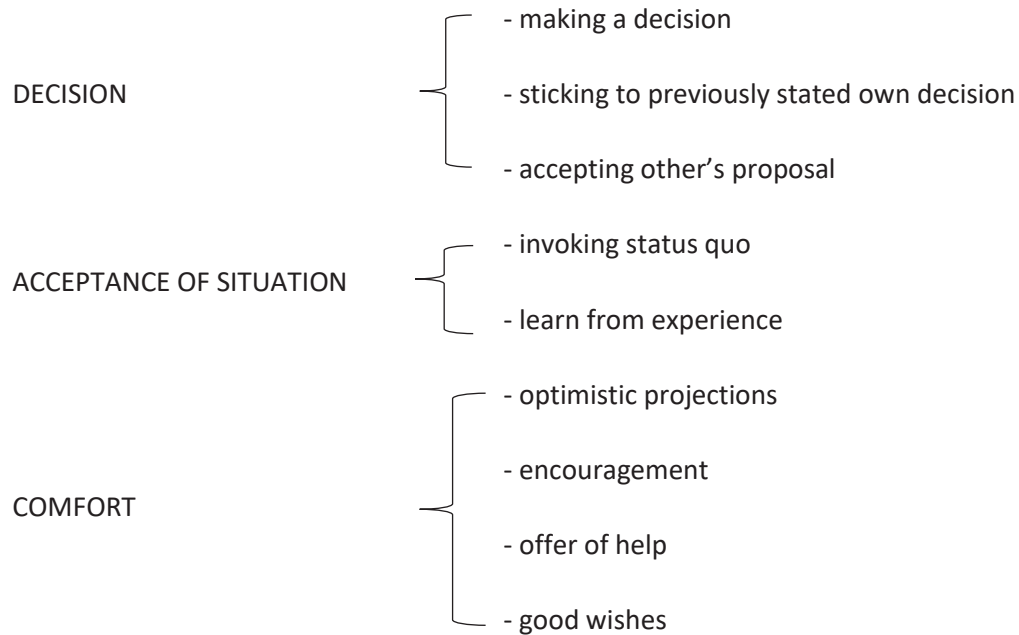 - making a decision
DECISION
- sticking to previously stated own decision
- accepting other’s proposal
- invoking status quo
ACCEPTANCE OF SITUATION
- learn from experience
- optimistic projections
- encouragement
COMFORT
- offer of help
- good wishes